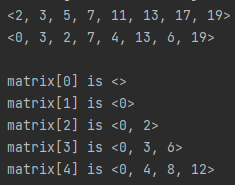 <2, 3, 5, 7, 11, 13, 17, 19>
<0, 3, 2, 7, 4, 13, 6, 19>
matrix[0] is <>
matrix[1] is <0>
matrix[2] is <0, 2>
matrix[3] is <0, 3, 6>
matrix[4] is <0, 4, 8, 12>